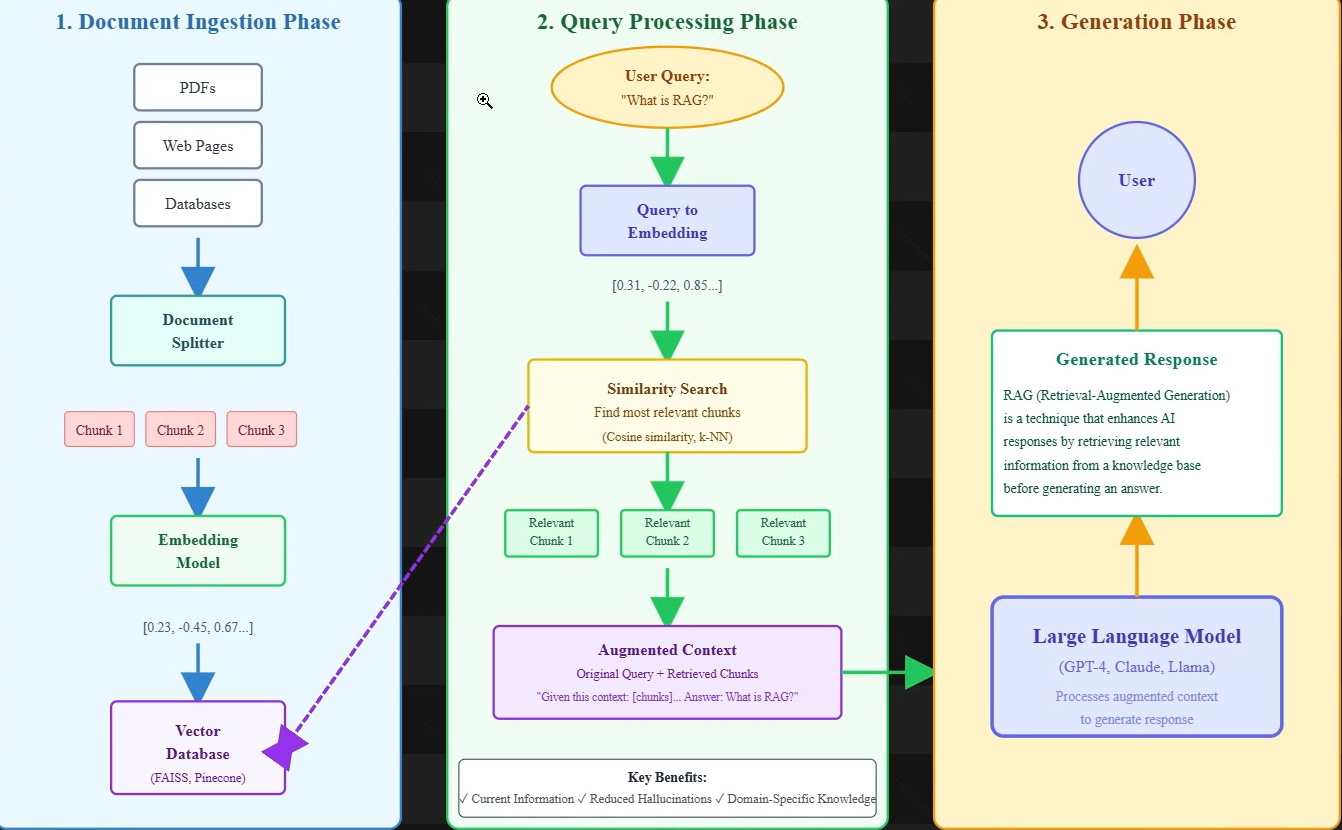 1. Document Ingestion Phase
PDFs
Web Pages
Databases
Document
Splitter
Chunk 1
Chunk 2
Chunk 3
Embedding
Model
[0.23, -0.45, 0.67...]
Vector
Database
(FAISS, Pinecone)
2. Query Processing Phase
User Query:
"What is RAG?"
Query to
Embedding
[0.31, -0.22, 0.85...]
Similarity Search
Find most relevant chunks
(Cosine similarity, k-NN)
Relevant
Chunk 1
Relevant
Chunk 2
Relevant
Chunk 3
Augmented Context
Original Query + Retrieved Chunks
"Given this context: [chunks]... Answer: What is RAG?"
Key Benefits:
✓ Current Information ✓ Reduced Hallucinations ✓ Domain-Specific Knowledge
3. Generation Phase
User
Generated Response
RAG (Retrieval-Augmented Generation)
is a technique that enhances AI
responses by retrieving relevant
information from a knowledge base
before generating an answer.
Large Language Model
(GPT-4, Claude, Llama)
Processes augmented context
to generate response